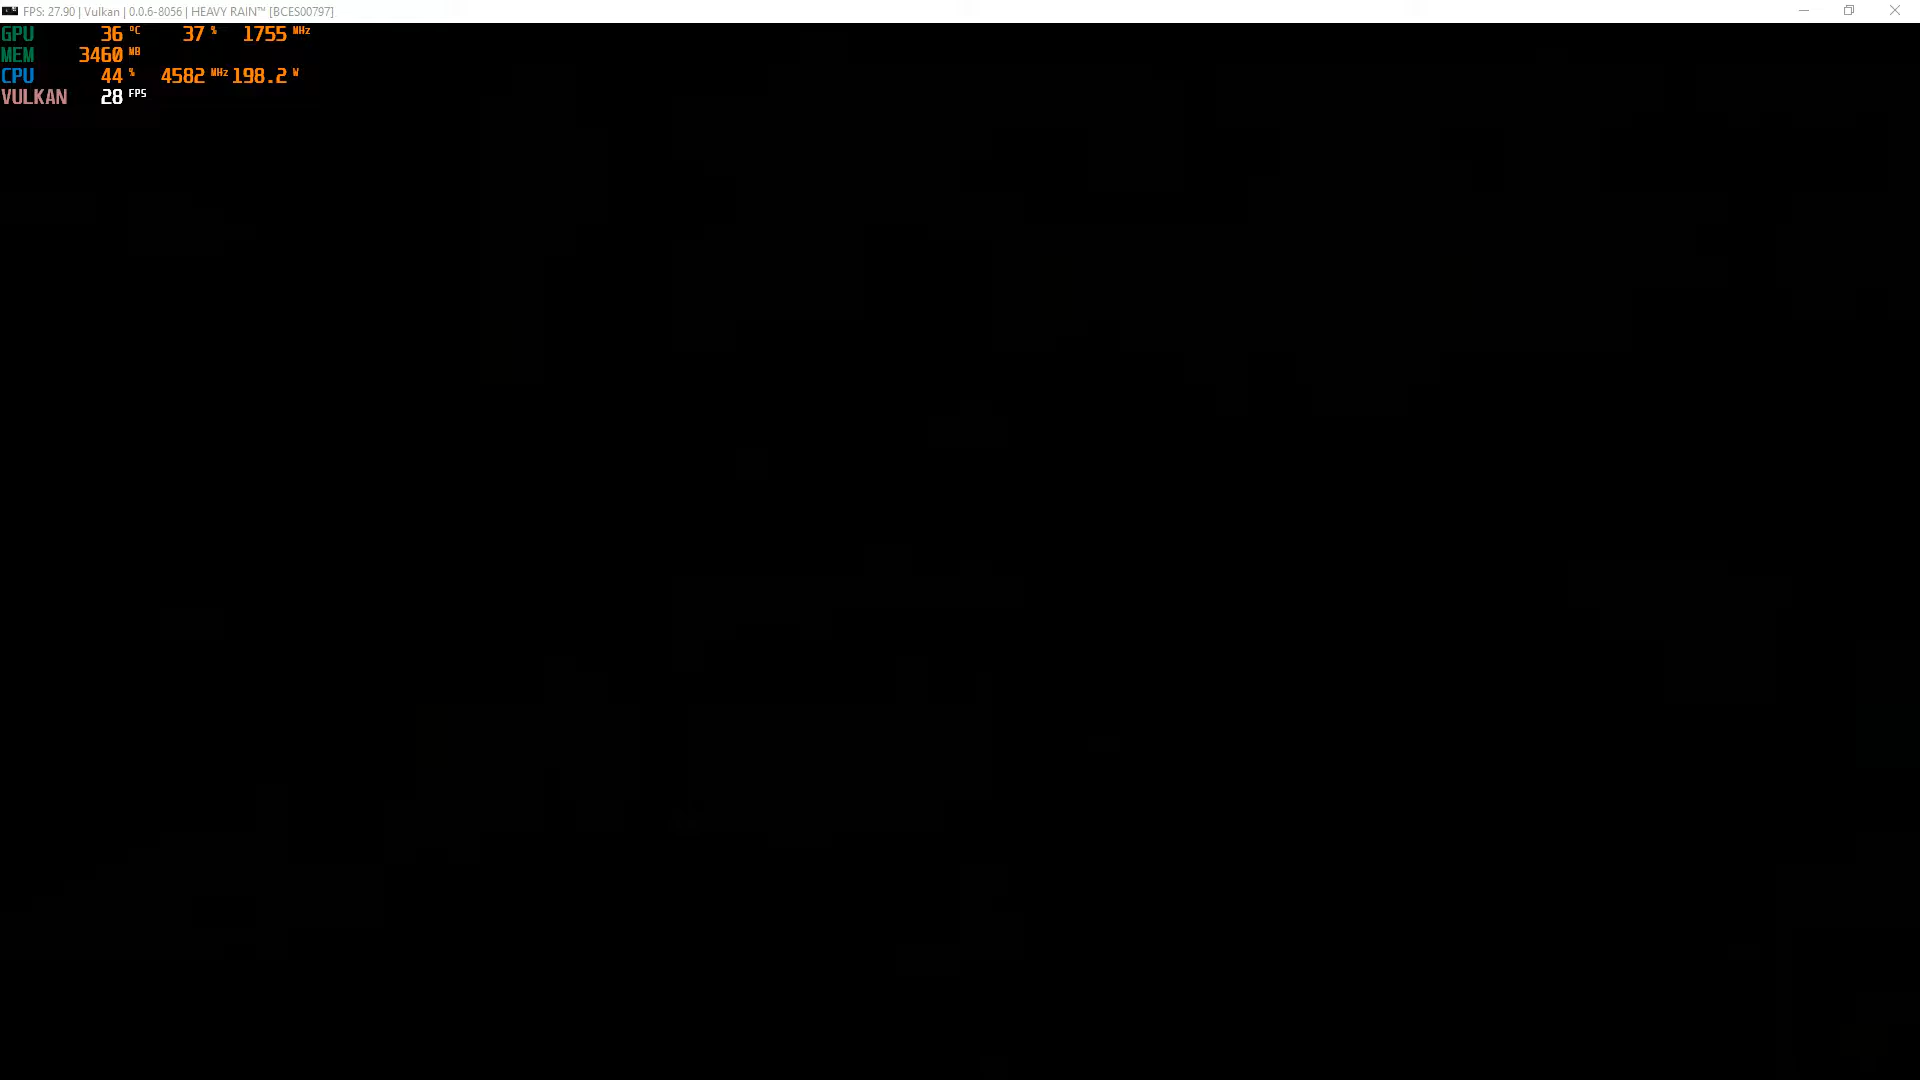 FPS: 27.90 | Vulkan | 0.0.6-8056 | HEAVY RAIN™ [BCES00797]
GPU 36 °C 37 % 1755 MHz
MEM 3460 MB
CPU 44 % 4582 MHz 198.2 W
VULKAN 28 FPS